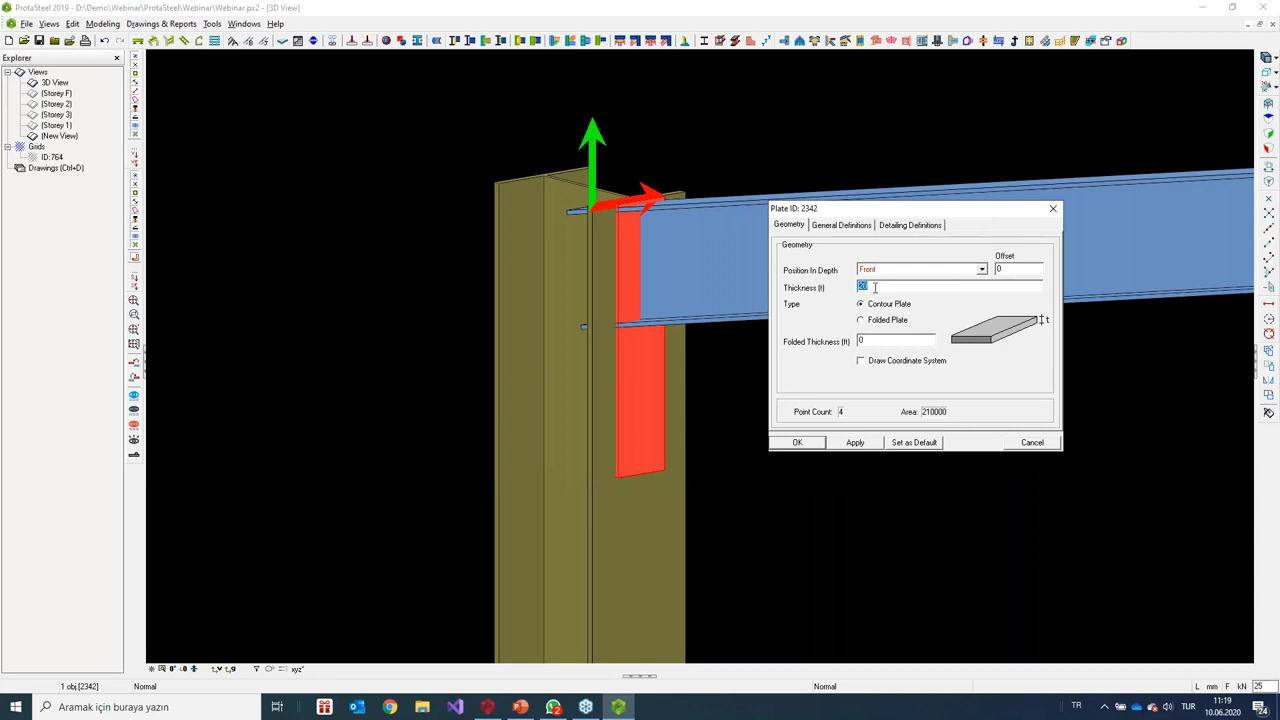 ProtaSteel 2019 - D:\Demo\Webinar\Webinar.px2 - [3D View]
File Views Edit Modeling Drawings & Reports Tools Windows Help
Explorer
Views
3D View
(Storey F)
(Storey 2)
(Storey 3)
(Storey 1)
(New View)
Grids
ID:764
Drawings (Ctrl+D)
Plate ID: 2342
Geometry General Definitions Detailing Definitions
Geometry
Offset
Position In Depth Front 0
Thickness (t) 20
Type Contour Plate
Folded Plate
t
Folded Thickness (ft) 0
Draw Coordinate System
Point Count: 4 Area: 210000
OK Apply Set as Default Cancel
1 obj.[2342] Normal Normal L mm F kN 25
Aramak için buraya yazın
TR TUR 11:19
10.06.2020 24